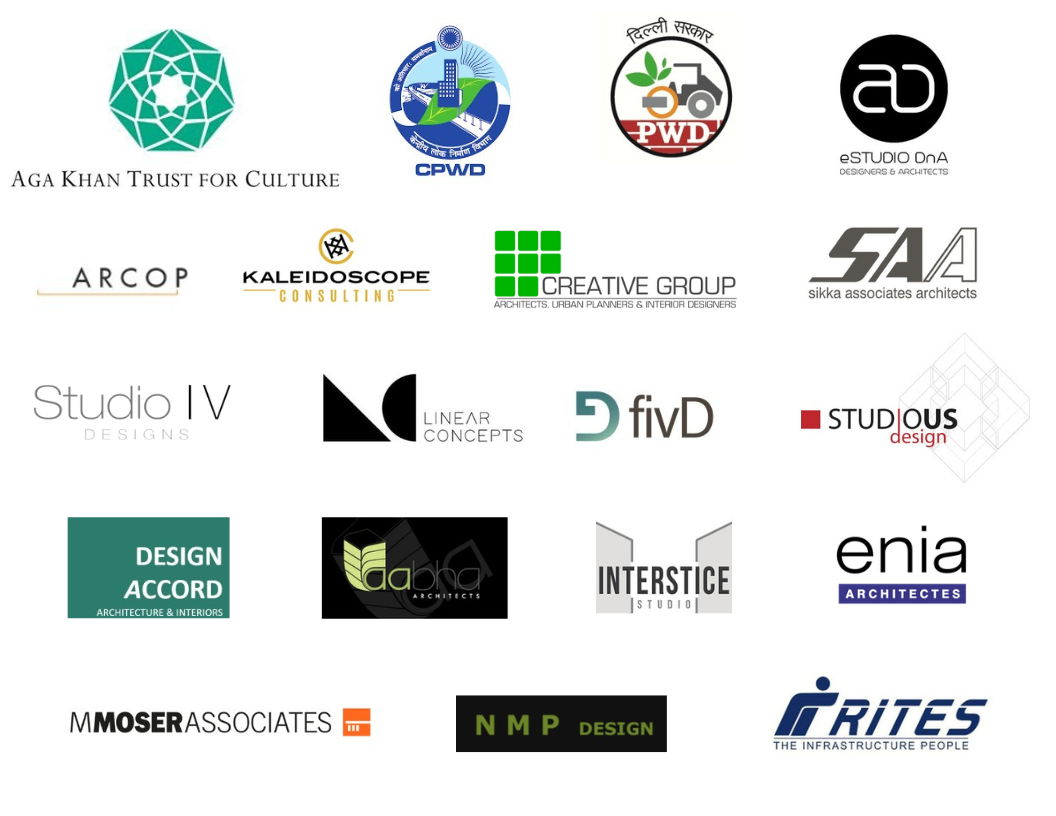 AGA KHAN TRUST FOR CULTURE
केन्द्रीय लोक निर्माण विभाग
CPWD
दिल्ली सरकार
PWD
eSTUDIO DnA
DESIGNERS & ARCHITECTS
ARCOP
KALEIDOSCOPE
CONSULTING
CREATIVE GROUP
ARCHITECTS, URBAN PLANNERS & INTERIOR DESIGNERS
SAA
sikka associates architects
Studio IV
DESIGNS
LINEAR
CONCEPTS
fivD
STUDIOUS
design
DESIGN
ACCORD
ARCHITECTURE & INTERIORS
aabha
ARCHITECTS
INTERSTICE
STUDIO
enia
ARCHITECTES
MMOSERASSOCIATES
NMP DESIGN
RITES
THE INFRASTRUCTURE PEOPLE